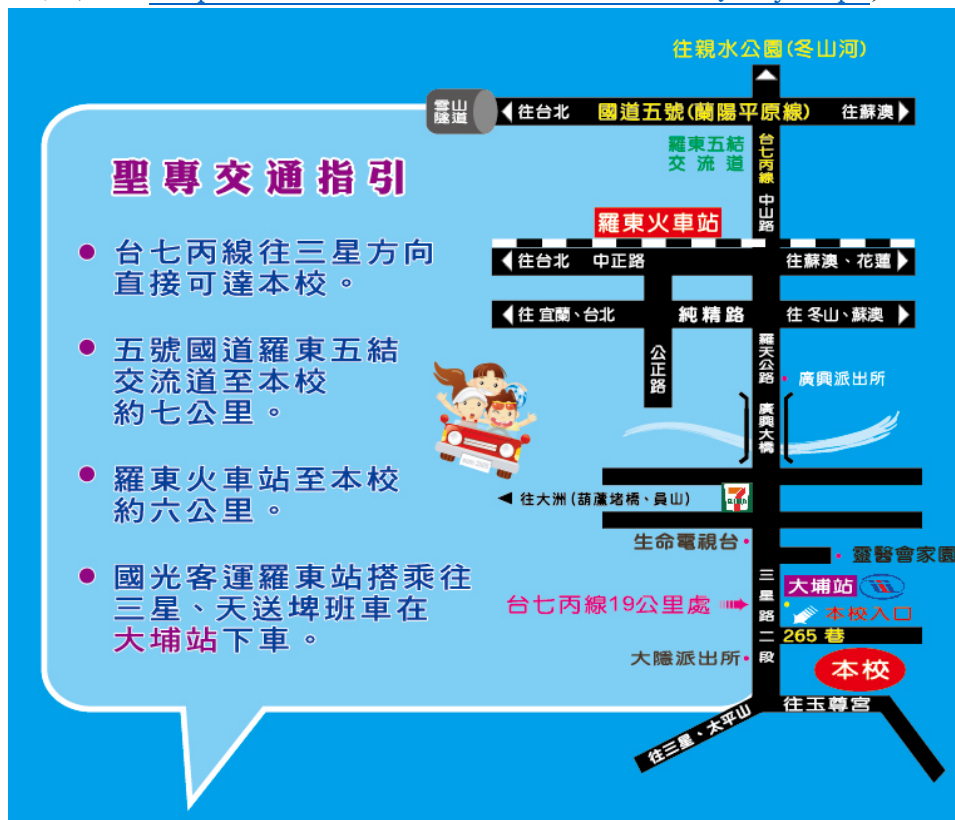 往親水公園(冬山河)
雪山
隧道
往台北 國道五號(蘭陽平原線) 往蘇澳
羅東五結
交流道
台七丙線 中山路
羅東火車站
往台北 中正路 往蘇澳、花蓮
往宜蘭、台北 純精路 往冬山、蘇澳
公正路
羅天公路
廣興派出所
廣興大橋
往大洲(葫蘆堵橋、員山)
生命電視台
靈醫會家園
三星路二段
大埔站
台七丙線19公里處
本校入口
265 巷
大隱派出所
本校
往玉尊宮
往三星、太平山
聖專交通指引
台七丙線往三星方向
直接可達本校。
五號國道羅東五結
交流道至本校
約七公里。
羅東火車站至本校
約六公里。
國光客運羅東站搭乘往
三星、天送埤班車在
大埔站下車。